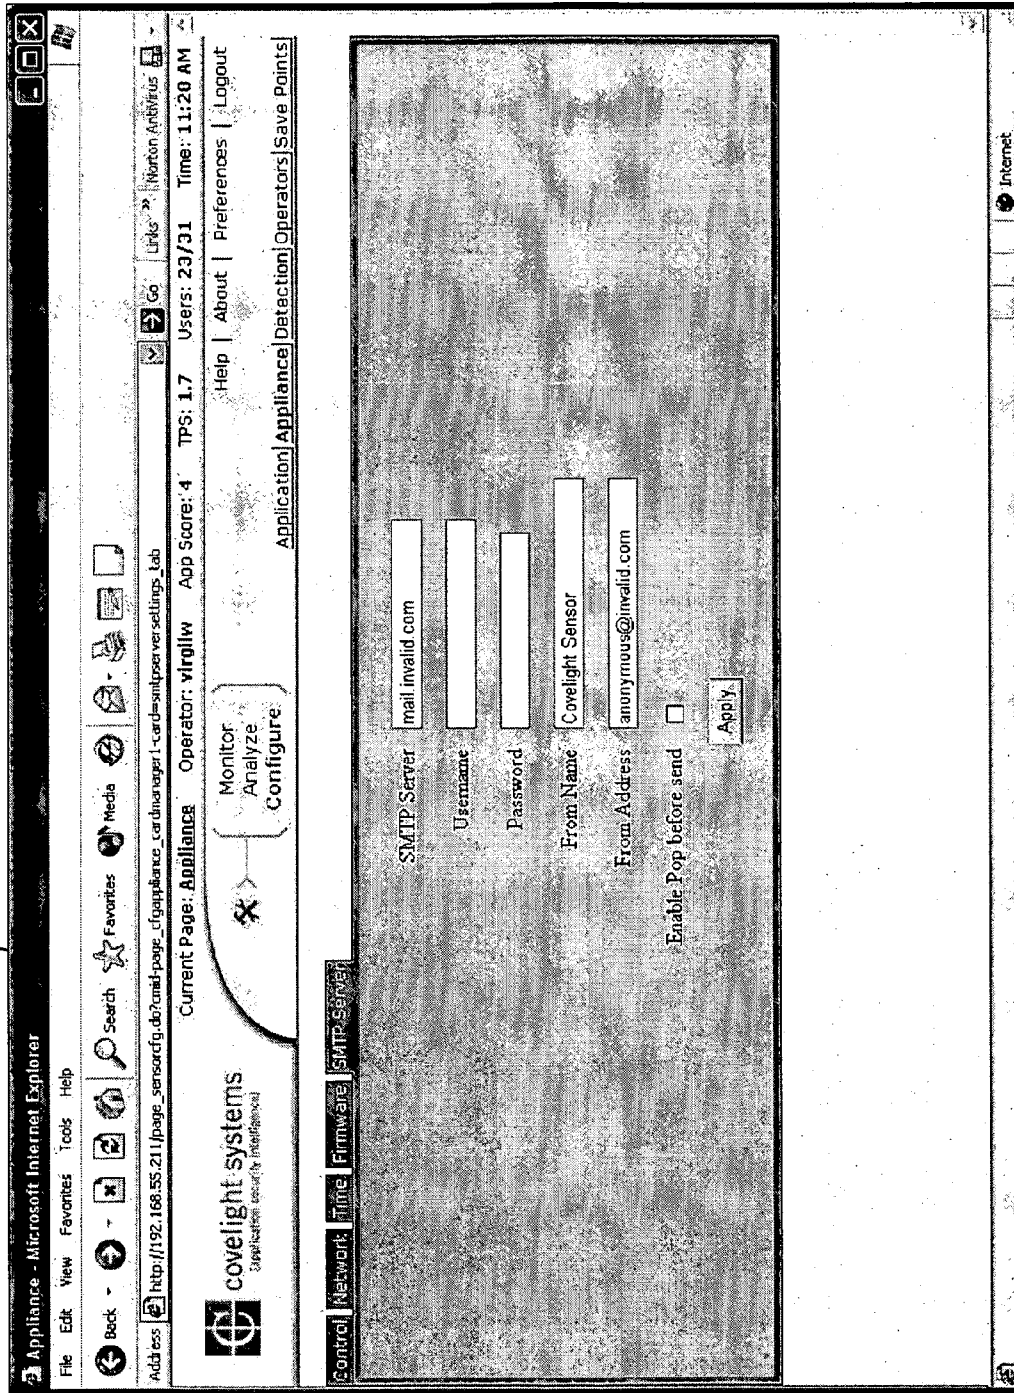 Appliance - Microsoft Internet Explorer
File Edit View Favorites Tools Help
Back Search Favorites Media
Address http://192.168.55.211/page_sensorcfg.do?cmd=page_cfgappliance_cardmanager1-card=smtpserversettings_tab Go Links » Norton AntiVirus
Current Page: Appliance Operator: virgilw App Score: 4 TPS: 1.7 Users: 23/31 Time: 11:20 AM
covelight systems
[application security intelligence]
Monitor
Analyze
Configure
Help | About | Preferences | Logout
Application| Appliance| Detection| Operators| Save Points
Control Network Time Firmware SMTP Server
SMTP Server mail.invalid.com
Username
Password
From Name Covelight Sensor
From Address anonymous@invalid.com
Enable Pop before send
Apply
Internet